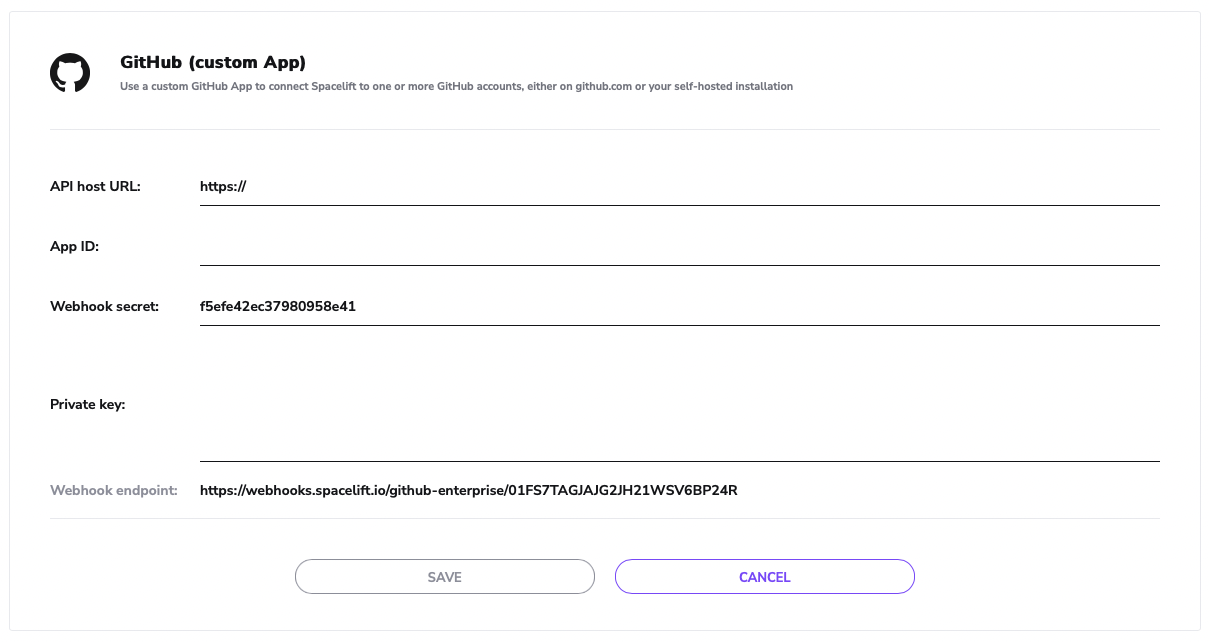 GitHub (custom App)
Use a custom GitHub App to connect Spacelift to one or more GitHub accounts, either on github.com or your self-hosted installation
API host URL: https://
App ID:
Webhook secret: f5efe42ec37980958e41
Private key:
Webhook endpoint: https://webhooks.spacelift.io/github-enterprise/01FS7TAGJAJG2JH21WSV6BP24R
SAVE CANCEL